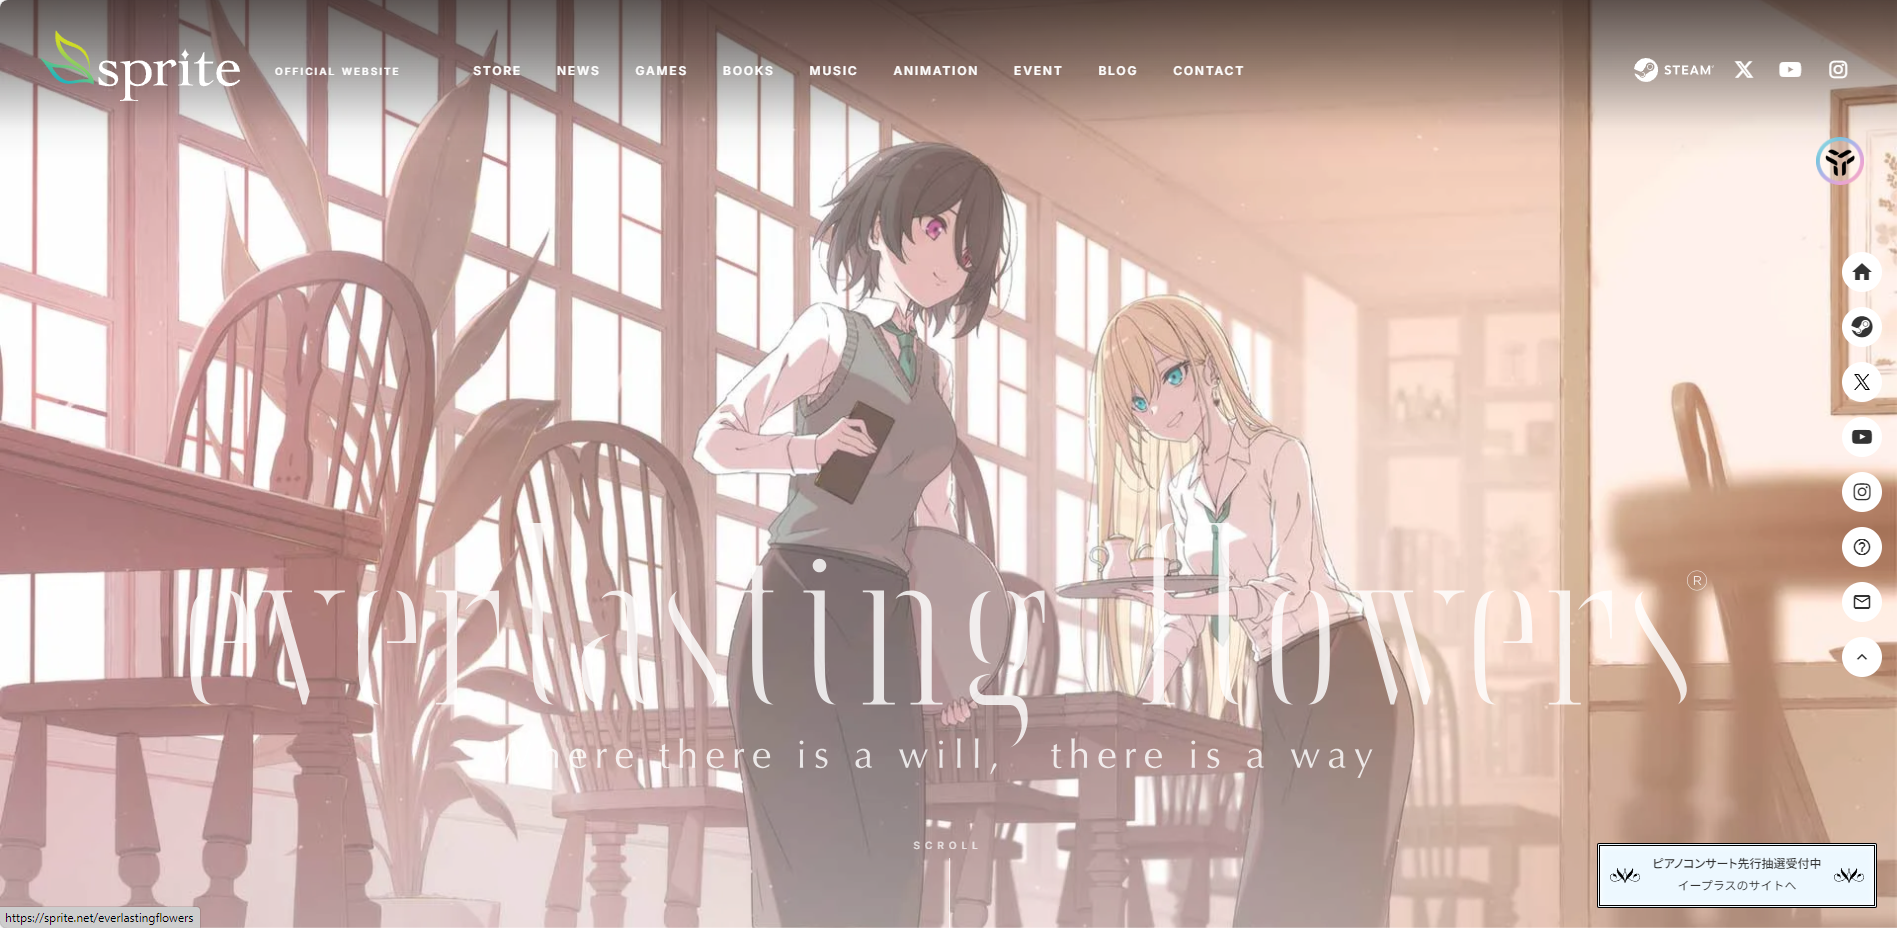 sprite
OFFICIAL WEBSITE
STORE
NEWS
GAMES
BOOKS
MUSIC
ANIMATION
EVENT
BLOG
CONTACT
STEAM
everlasting flowers ®
where there is a will, there is a way
SCROLL
ピアノコンサート先行抽選受付中
イープラスのサイトへ
https://sprite.net/everlastingflowers